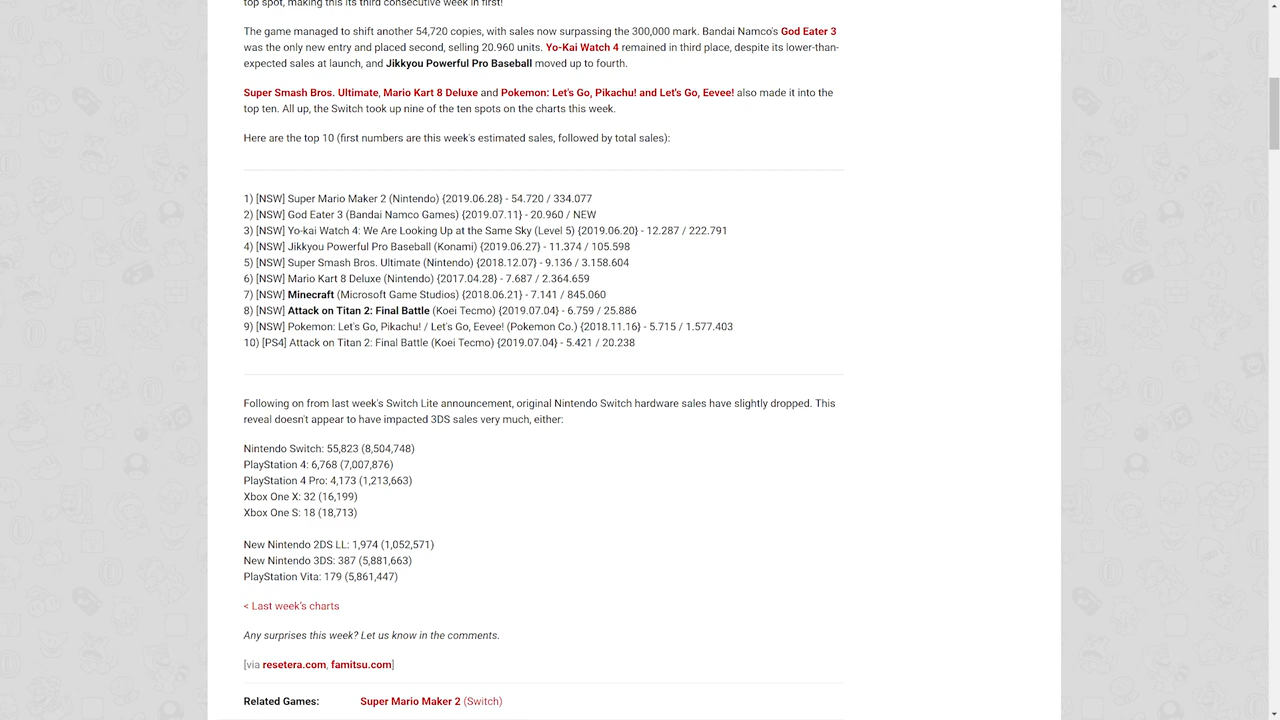 top spot, making this its third consecutive week in first!
The game managed to shift another 54,720 copies, with sales now surpassing the 300,000 mark. Bandai Namco's God Eater 3
was the only new entry and placed second, selling 20.960 units. Yo-Kai Watch 4 remained in third place, despite its lower-than-
expected sales at launch, and Jikkyou Powerful Pro Baseball moved up to fourth.
Super Smash Bros. Ultimate, Mario Kart 8 Deluxe and Pokemon: Let's Go, Pikachu! and Let's Go, Eevee! also made it into the
top ten. All up, the Switch took up nine of the ten spots on the charts this week.
Here are the top 10 (first numbers are this week's estimated sales, followed by total sales):
1) [NSW] Super Mario Maker 2 (Nintendo) {2019.06.28} - 54.720 / 334.077
2) [NSW] God Eater 3 (Bandai Namco Games) {2019.07.11} - 20.960 / NEW
3) [NSW] Yo-kai Watch 4: We Are Looking Up at the Same Sky (Level 5) {2019.06.20} - 12.287 / 222.791
4) [NSW] Jikkyou Powerful Pro Baseball (Konami) {2019.06.27} - 11.374 / 105.598
5) [NSW] Super Smash Bros. Ultimate (Nintendo) {2018.12.07} - 9.136 / 3.158.604
6) [NSW] Mario Kart 8 Deluxe (Nintendo) {2017.04.28} - 7.687 / 2.364.659
7) [NSW] Minecraft (Microsoft Game Studios) {2018.06.21} - 7.141 / 845.060
8) [NSW] Attack on Titan 2: Final Battle (Koei Tecmo) {2019.07.04} - 6.759 / 25.886
9) [NSW] Pokemon: Let's Go, Pikachu! / Let's Go, Eevee! (Pokemon Co.) {2018.11.16} - 5.715 / 1.577.403
10) [PS4] Attack on Titan 2: Final Battle (Koei Tecmo) {2019.07.04} - 5.421 / 20.238
Following on from last week's Switch Lite announcement, original Nintendo Switch hardware sales have slightly dropped. This
reveal doesn't appear to have impacted 3DS sales very much, either:
Nintendo Switch: 55,823 (8,504,748)
PlayStation 4: 6,768 (7,007,876)
PlayStation 4 Pro: 4,173 (1,213,663)
Xbox One X: 32 (16,199)
Xbox One S: 18 (18,713)
New Nintendo 2DS LL: 1,974 (1,052,571)
New Nintendo 3DS: 387 (5,881,663)
PlayStation Vita: 179 (5,861,447)
< Last week's charts
Any surprises this week? Let us know in the comments.
[via resetera.com, famitsu.com]
Related Games: Super Mario Maker 2 (Switch)